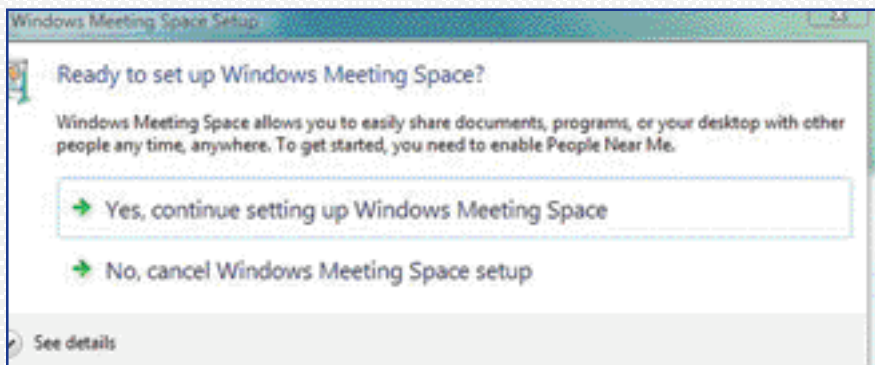 Windows Meeting Space Setup
Ready to set up Windows Meeting Space?
Windows Meeting Space allows you to easily share documents, programs, or your desktop with other
people any time, anywhere. To get started, you need to enable People Near Me.
Yes, continue setting up Windows Meeting Space
No, cancel Windows Meeting Space setup
See details